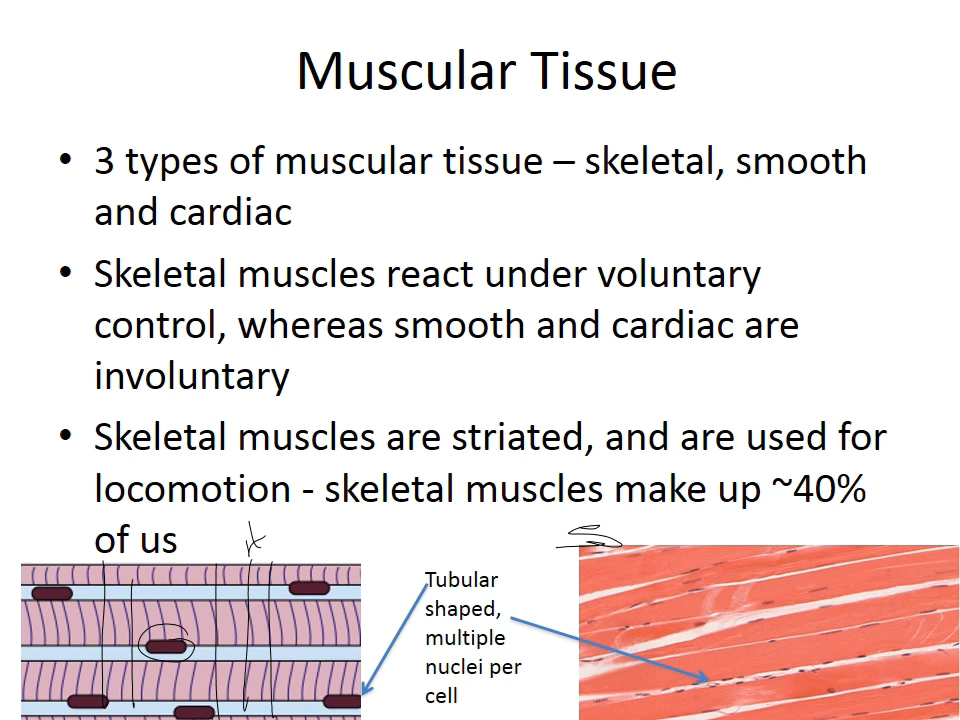 Muscular Tissue
• 3 types of muscular tissue – skeletal, smooth
and cardiac
• Skeletal muscles react under voluntary
control, whereas smooth and cardiac are
involuntary
• Skeletal muscles are striated, and are used for
locomotion - skeletal muscles make up ~40%
of us
Tubular
shaped,
multiple
nuclei per
cell